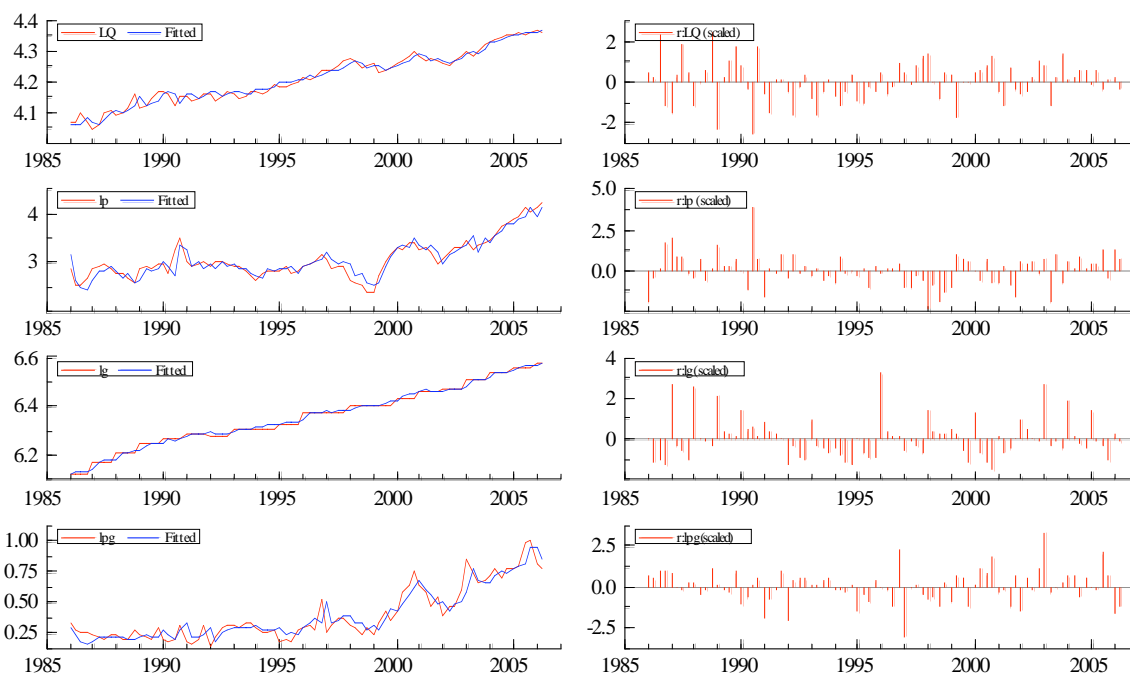 4.4
LQ Fitted
4.3
4.2
4.1
1985 1990 1995 2000 2005
2
r:LQ (scaled)
0
-2
1985 1990 1995 2000 2005
lp Fitted
4
3
1985 1990 1995 2000 2005
5.0
r:lp (scaled)
2.5
0.0
1985 1990 1995 2000 2005
6.6
lg Fitted
6.4
6.2
1985 1990 1995 2000 2005
4
r:lg (scaled)
2
0
1985 1990 1995 2000 2005
1.00
lpg Fitted
0.75
0.50
0.25
1985 1990 1995 2000 2005
r:lpg (scaled)
2.5
0.0
-2.5
1985 1990 1995 2000 2005